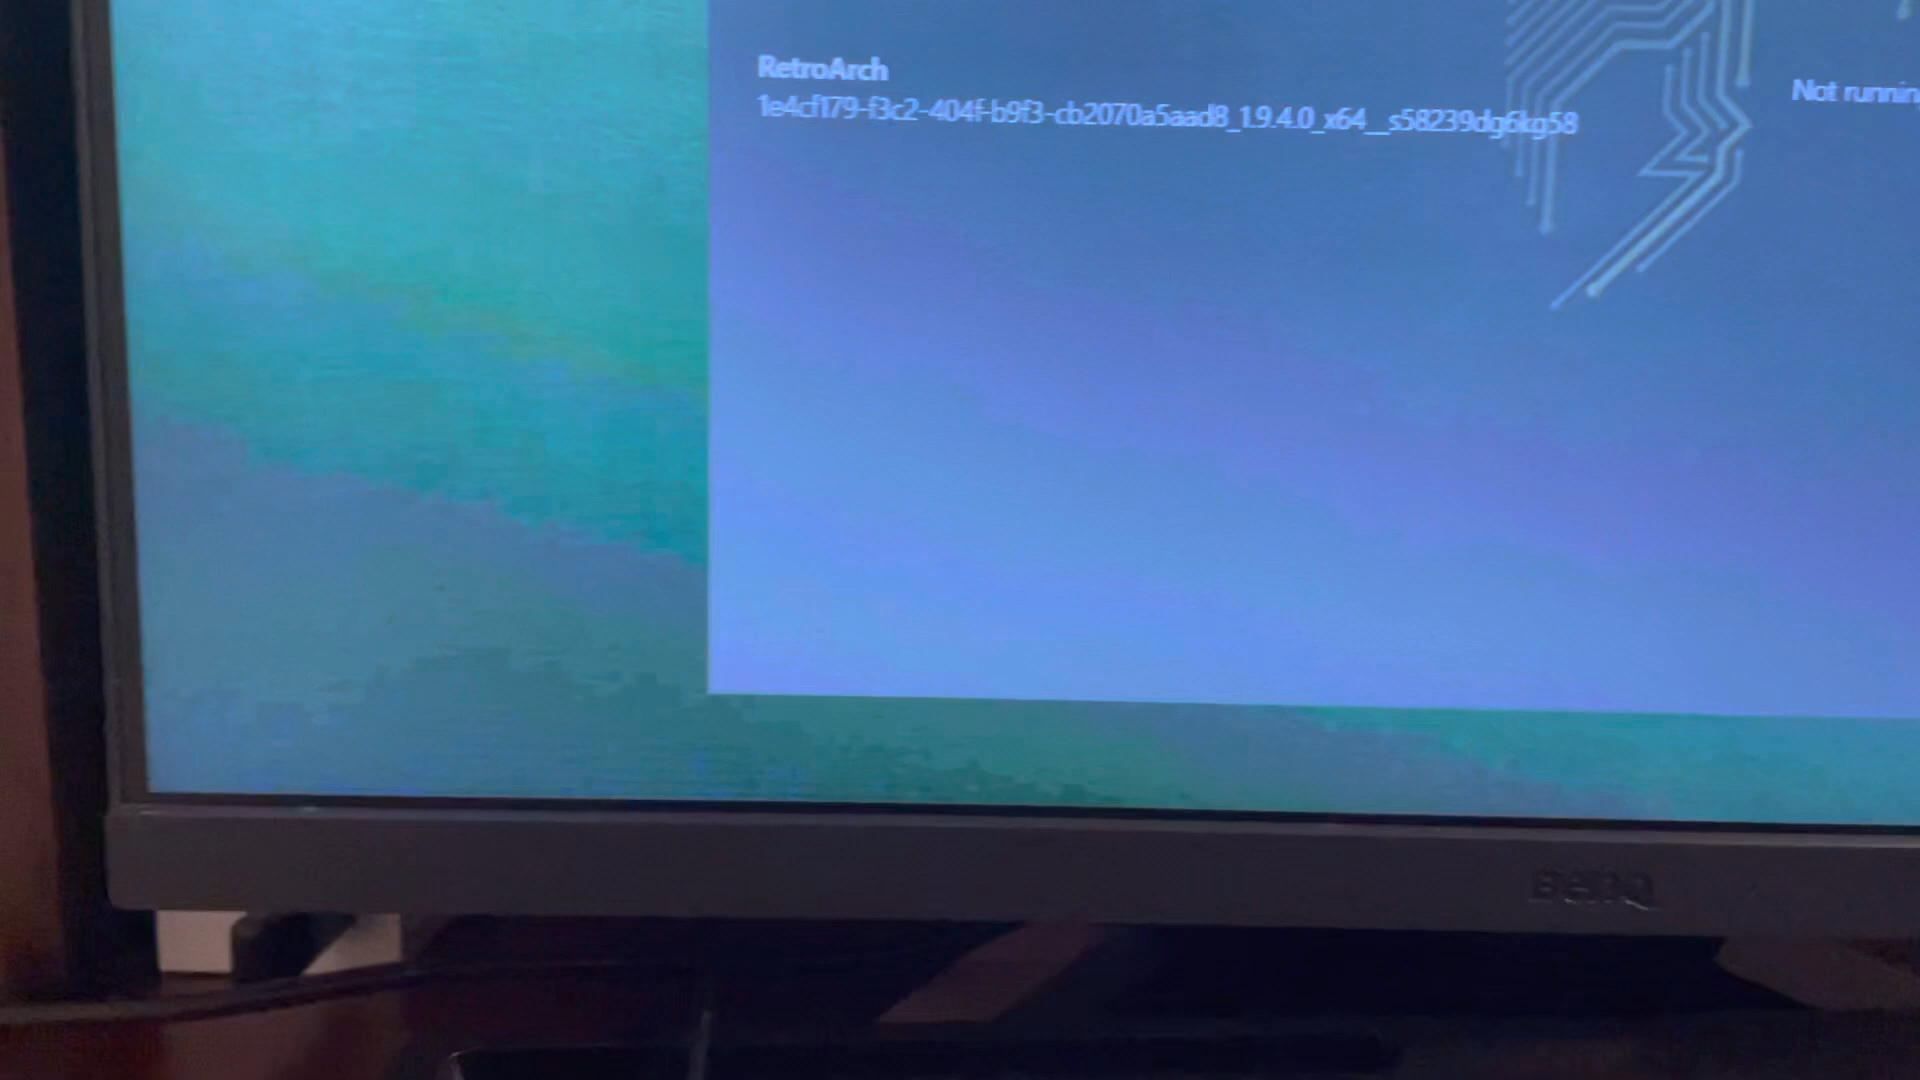 RetroArch
1e4cf179-f3c2-404f-b9f3-cb2070a5aad8_1.9.4.0_x64__s58239dg6kg58
Not runnin
BenQ